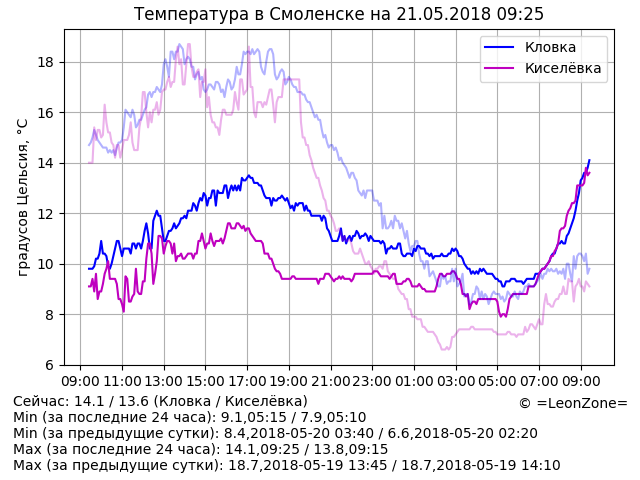 Температура в Смоленске на 21.05.2018 09:25
градусов Цельсия, °C
18
16
14
12
10
8
6
Кловка
Киселёвка
09:00 11:00 13:00 15:00 17:00 19:00 21:00 23:00 01:00 03:00 05:00 07:00 09:00
Сейчас: 14.1 / 13.6 (Кловка / Киселёвка)
© =LeonZone=
Min (за последние 24 часа): 9.1,05:15 / 7.9,05:10
Min (за предыдущие сутки): 8.4,2018-05-20 03:40 / 6.6,2018-05-20 02:20
Max (за последние 24 часа): 14.1,09:25 / 13.8,09:15
Max (за предыдущие сутки): 18.7,2018-05-19 13:45 / 18.7,2018-05-19 14:10